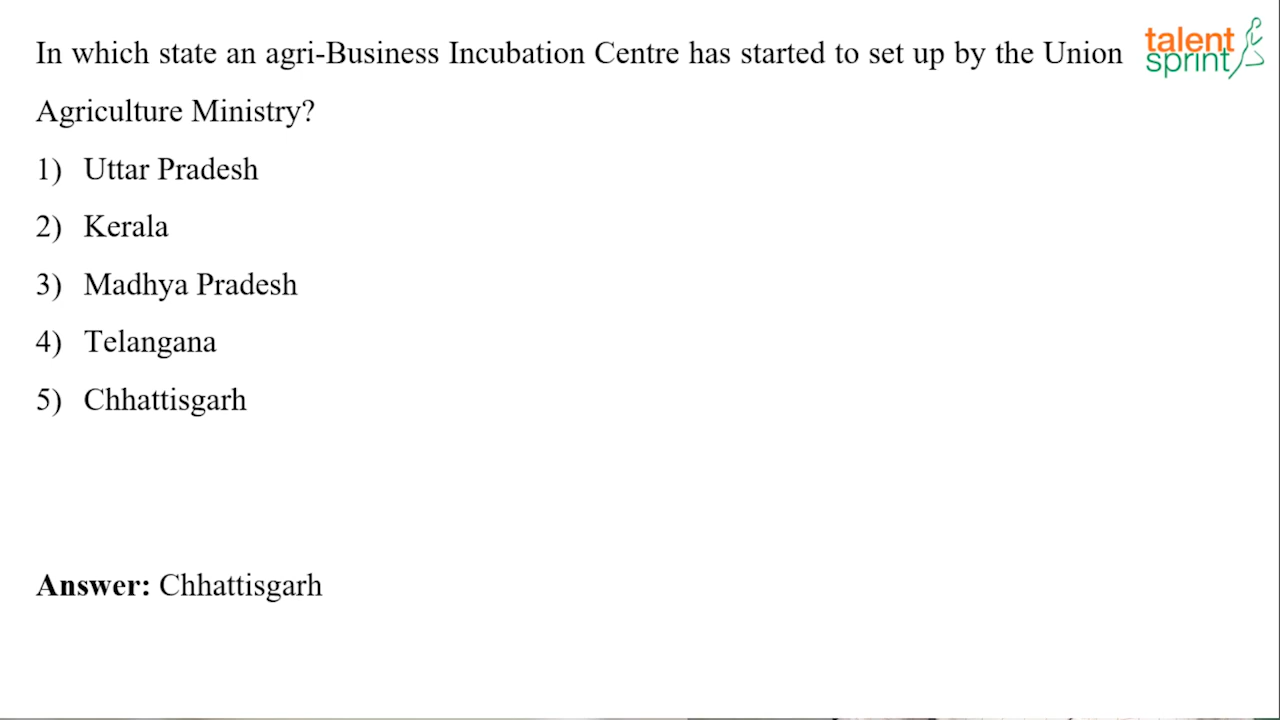 In which state an agri-Business Incubation Centre has started to set up by the Union
Agriculture Ministry?
1) Uttar Pradesh
2) Kerala
3) Madhya Pradesh
4) Telangana
5) Chhattisgarh
Answer: Chhattisgarh
talent
sprint